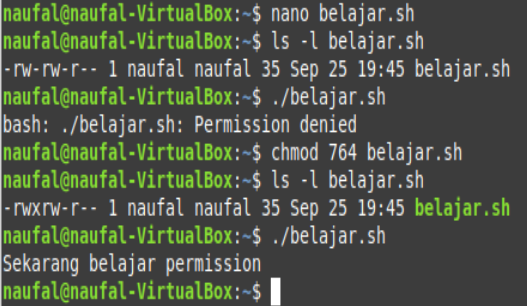 naufal@naufal-VirtualBox:~$ nano belajar.sh
naufal@naufal-VirtualBox:~$ ls -l belajar.sh
-rw-rw-r-- 1 naufal naufal 35 Sep 25 19:45 belajar.sh
naufal@naufal-VirtualBox:~$ ./belajar.sh
bash: ./belajar.sh: Permission denied
naufal@naufal-VirtualBox:~$ chmod 764 belajar.sh
naufal@naufal-VirtualBox:~$ ls -l belajar.sh
-rwxrw-r-- 1 naufal naufal 35 Sep 25 19:45 belajar.sh
naufal@naufal-VirtualBox:~$ ./belajar.sh
Sekarang belajar permission
naufal@naufal-VirtualBox:~$